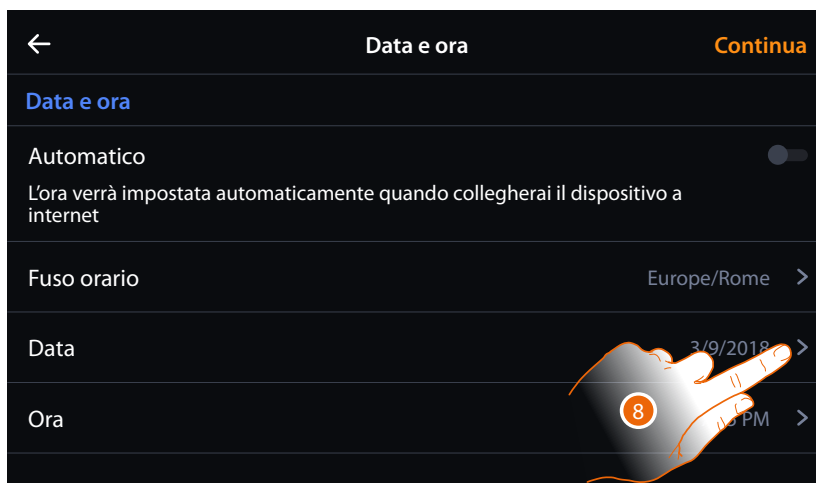 Data e ora
Continua
Data e ora
Automatico
L'ora verrà impostata automaticamente quando collegherai il dispositivo a
internet
Fuso orario
Europe/Rome
Data
3/9/2018
Ora
8
PM